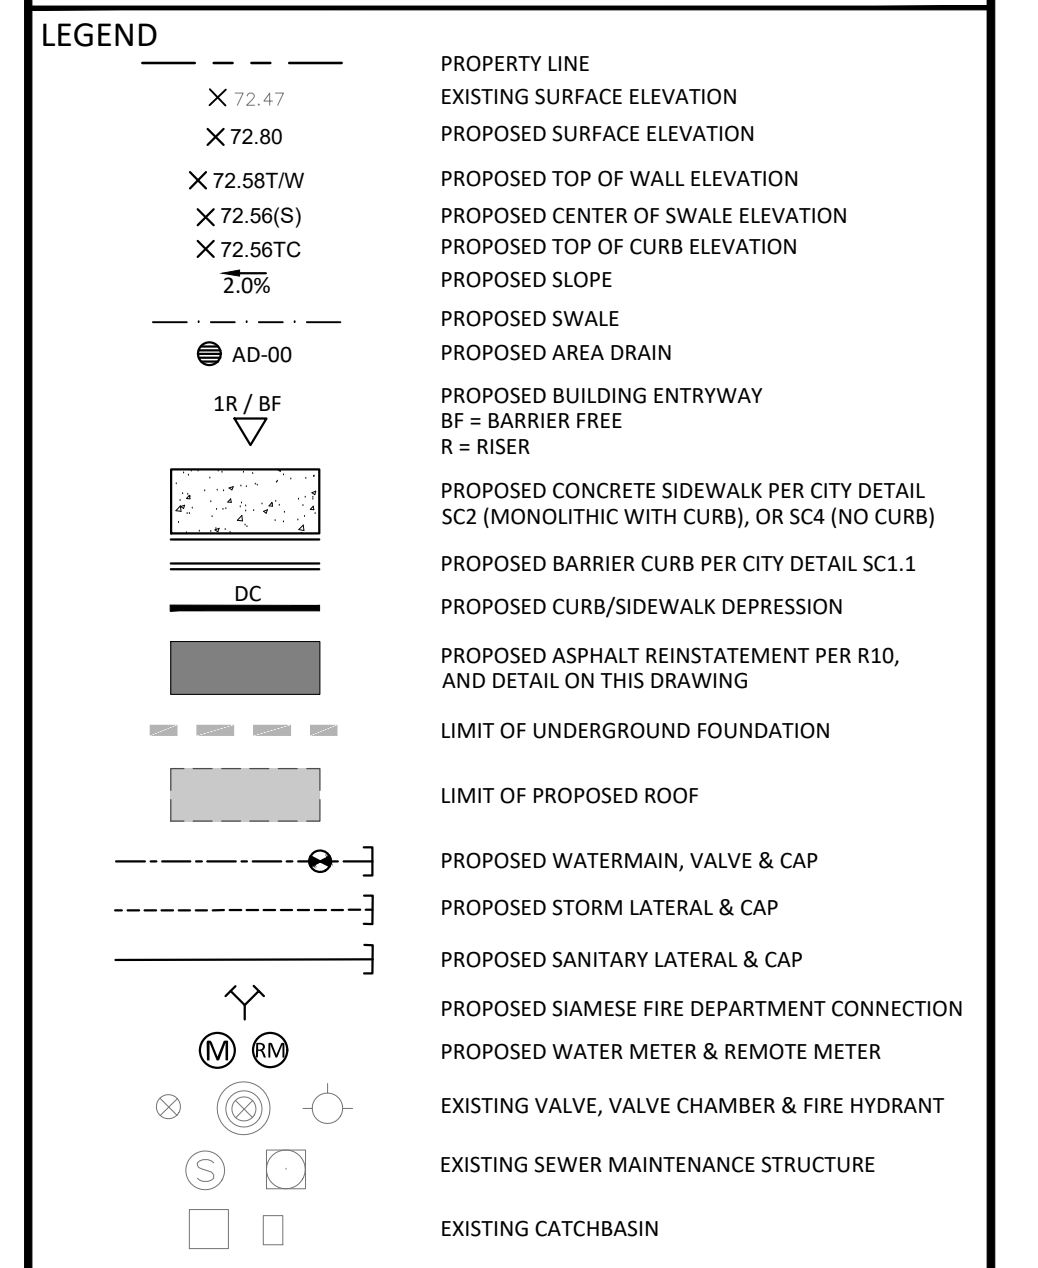 LEGEND
PROPERTY LINE
72.47 EXISTING SURFACE ELEVATION
72.80 PROPOSED SURFACE ELEVATION
72.58T/W PROPOSED TOP OF WALL ELEVATION
72.56(S) PROPOSED CENTER OF SWALE ELEVATION
72.56TC PROPOSED TOP OF CURB ELEVATION
2.0% PROPOSED SLOPE
PROPOSED SWALE
AD-00 PROPOSED AREA DRAIN
1R / BF PROPOSED BUILDING ENTRYWAY
BF = BARRIER FREE
R = RISER
PROPOSED CONCRETE SIDEWALK PER CITY DETAIL
SC2 (MONOLITHIC WITH CURB), OR SC4 (NO CURB)
PROPOSED BARRIER CURB PER CITY DETAIL SC1.1
DC PROPOSED CURB/SIDEWALK DEPRESSION
PROPOSED ASPHALT REINSTATEMENT PER R10,
AND DETAIL ON THIS DRAWING
LIMIT OF UNDERGROUND FOUNDATION
LIMIT OF PROPOSED ROOF
PROPOSED WATERMAIN, VALVE & CAP
PROPOSED STORM LATERAL & CAP
PROPOSED SANITARY LATERAL & CAP
PROPOSED SIAMESE FIRE DEPARTMENT CONNECTION
M RM PROPOSED WATER METER & REMOTE METER
EXISTING VALVE, VALVE CHAMBER & FIRE HYDRANT
S EXISTING SEWER MAINTENANCE STRUCTURE
EXISTING CATCHBASIN